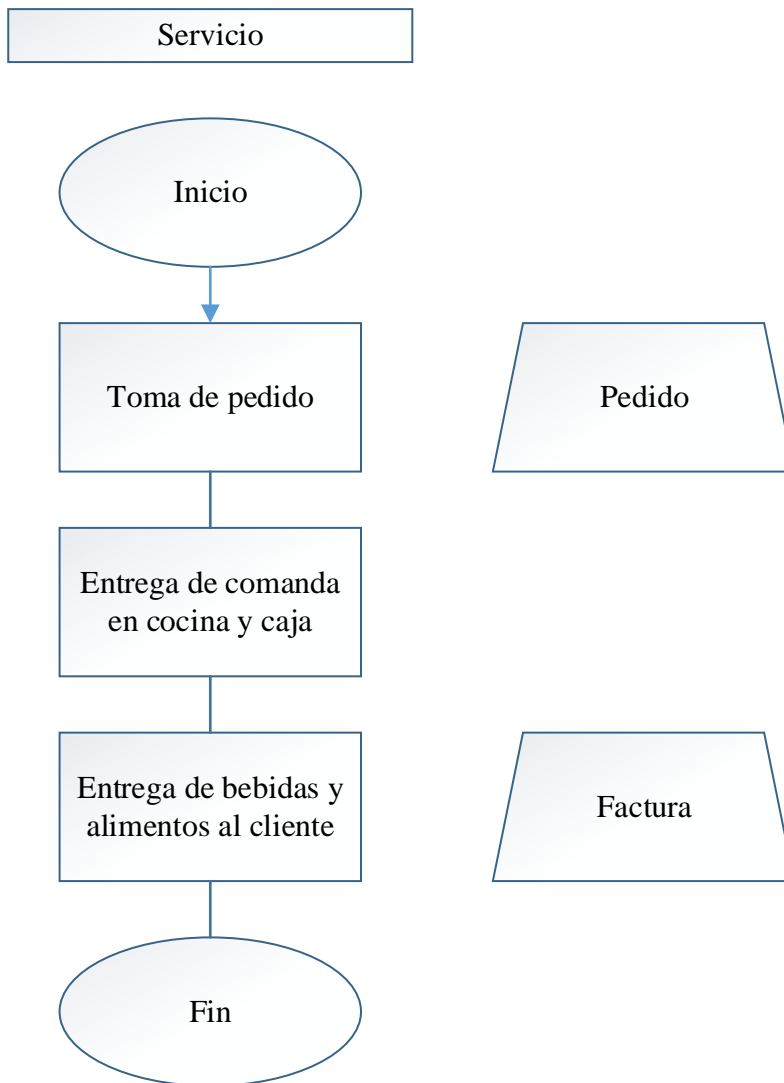 Servicio
Inicio
Toma de pedido
Pedido
Entrega de comanda
en cocina y caja
Entrega de bebidas y
alimentos al cliente
Factura
Fin